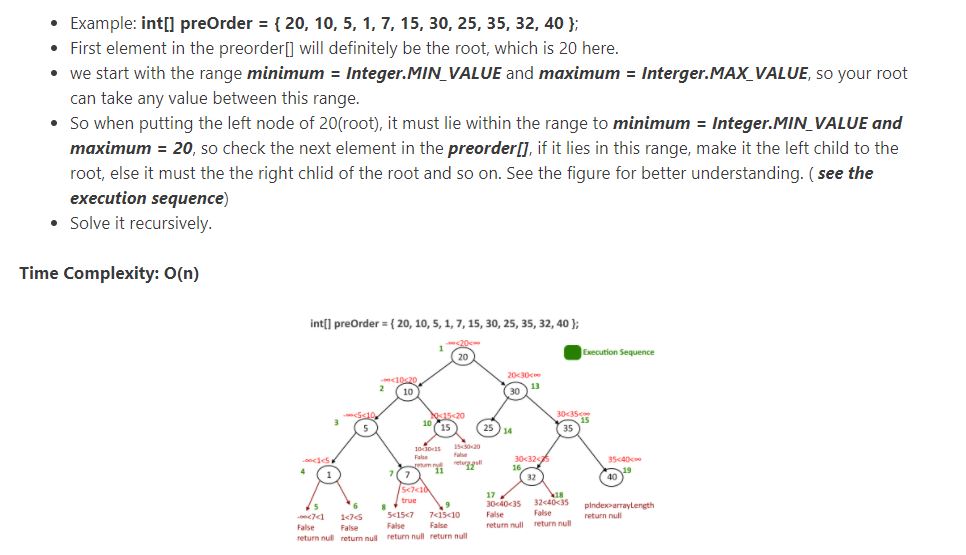 Example: int[] preOrder = { 20, 10, 5, 1, 7, 15, 30, 25, 35, 32, 40 };
First element in the preorder[] will definitely be the root, which is 20 here.
we start with the range minimum = Integer.MIN_VALUE and maximum = Interger.MAX_VALUE, so your root
can take any value between this range.
So when putting the left node of 20(root), it must lie within the range to minimum = Integer.MIN_VALUE and
maximum = 20, so check the next element in the preorder[], if it lies in this range, make it the left child to the
root, else it must the the right chlid of the root and so on. See the figure for better understanding. ( see the
execution sequence)
Solve it recursively.
Time Complexity: O(n)
int[] preOrder = { 20, 10, 5, 1, 7, 15, 30, 25, 35, 32, 40 };
1 -∞<20<∞
20
Execution Sequence
-∞<10<20
2
10
20<30<∞
13
30
-∞<5<10
3
5
10<15<20
10
15
25
14
30<35<∞
15
35
10<30<15
False
return null
11
15<30<20
False
return null
12
-∞<1<5
4
1
7
7
5<7<10
true
30<32<35
16
32
35<40<∞
19
40
5
-∞<7<1
False
return null
6
1<7<5
False
return null
8
5<15<7
False
return null
9
7<15<10
False
return null
17
30<40<35
False
return null
18
32<40<35
False
return null
pIndex>arrayLength
return null